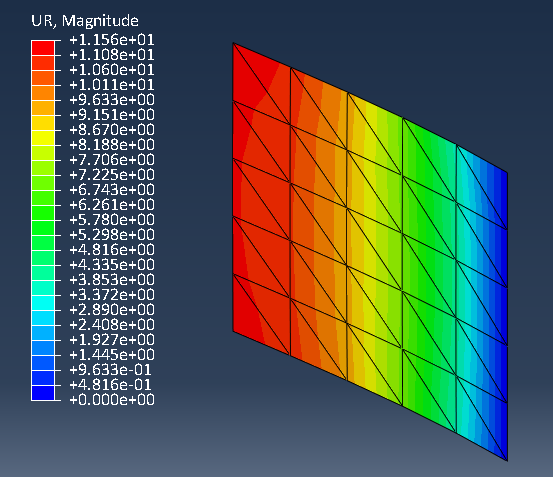 UR, Magnitude
+1.156e+01
+1.108e+01
+1.060e+01
+1.011e+01
+9.633e+00
+9.151e+00
+8.670e+00
+8.188e+00
+7.706e+00
+7.225e+00
+6.743e+00
+6.261e+00
+5.780e+00
+5.298e+00
+4.816e+00
+4.335e+00
+3.853e+00
+3.372e+00
+2.890e+00
+2.408e+00
+1.927e+00
+1.445e+00
+9.633e-01
+4.816e-01
+0.000e+00